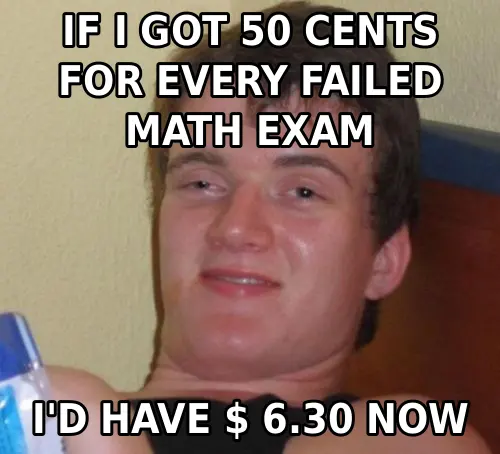 IF I GOT 50 CENTS
FOR EVERY FAILED
MATH EXAM
I'D HAVE $ 6.30 NOW